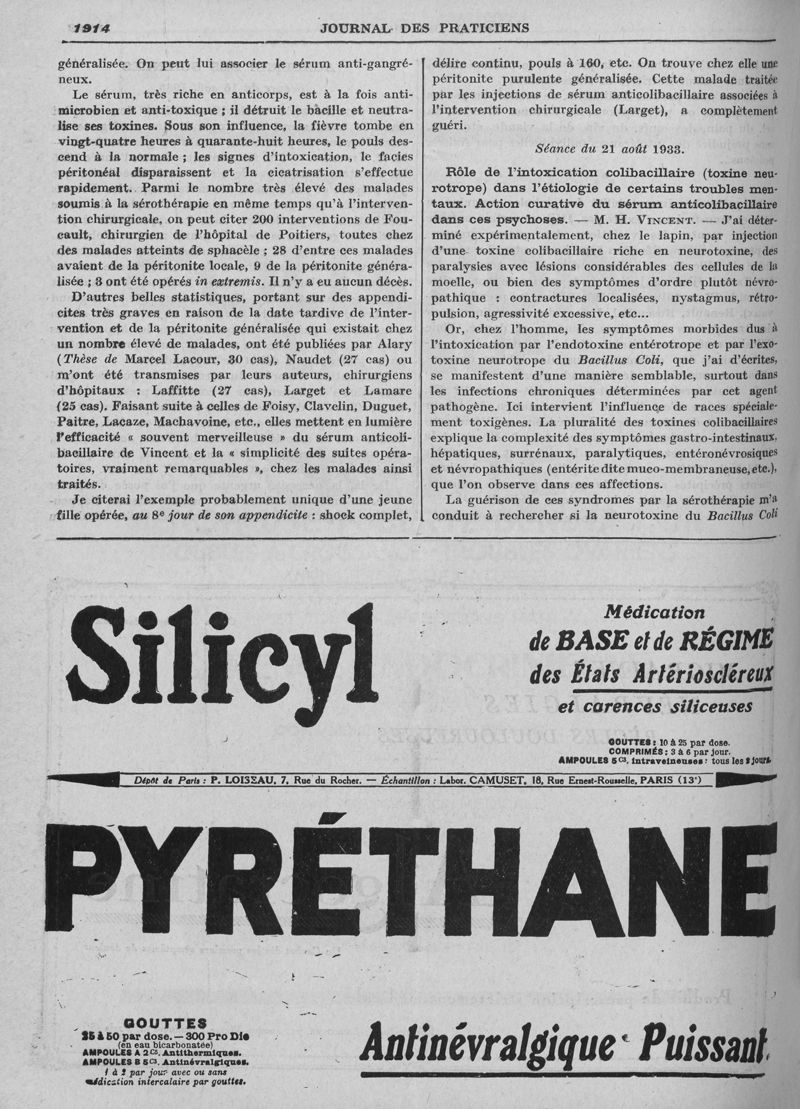 1914
JOURNAL DES PRATICIENS
généralisée. On peut lui associer le sérum anti-gangré-
neux.
Le sérum, très riche en anticorps, est à la fois anti-
microbien et anti-toxique ; il détruit le bacille et neutra-
lise ses toxines. Sous son influence, la fièvre tombe en
vingt-quatre heures à quarante-huit heures, le pouls des-
cend à la normale ; les signes d'intoxication, le facies
péritonéal disparaissent et la cicatrisation s'effectue
rapidement. Parmi le nombre très élevé des malades
soumis à la sérothérapie en même temps qu'à l'interven-
tion chirurgicale, on peut citer 200 interventions de Fou-
cault, chirurgien de l'hôpital de Poitiers, toutes chez
des malades atteints de sphacèle ; 28 d'entre ces malades
avaient de la péritonite locale, 9 de la péritonite généra-
lisée ; 3 ont été opérés in extremis. Il n'y a eu aucun décès.
D'autres belles statistiques, portant sur des appendi-
cites très graves en raison de la date tardive de l'inter-
vention et de la péritonite généralisée qui existait chez
un nombre élevé de malades, ont été publiées par Alary
(Thèse de Marcel Lacour, 30 cas), Naudet (27 cas) ou
m'ont été transmises par leurs auteurs, chirurgiens
d'hôpitaux : Laffitte (27 cas), Larget et Lamare
(25 cas). Faisant suite à celles de Foisy, Clavelin, Duguet,
Paitre, Lacaze, Machavoine, etc., elles mettent en lumière
l'efficacité « souvent merveilleuse » du sérum anticoli-
bacillaire de Vincent et la « simplicité des suites opéra-
toires, vraiment remarquables », chez les malades ainsi
traités.
Je citerai l'exemple probablement unique d'une jeune
fille opérée, au 8e jour de son appendicite : shock complet,
délire continu, pouls à 160, etc. On trouve chez elle une
péritonite purulente généralisée. Cette malade traitée
par les injections de sérum anticolibacillaire associées à
l'intervention chirurgicale (Larget), a complètement
guéri.
Séance du 21 août 1933.
Rôle de l'intoxication colibacillaire (toxine neu-
rotrope) dans l'étiologie de certains troubles men-
taux. Action curative du sérum anticolibacillaire
dans ces psychoses. — M. H. VINCENT. — J'ai déter-
miné expérimentalement, chez le lapin, par injection
d'une toxine colibacillaire riche en neurotoxine, des
paralysies avec lésions considérables des cellules de la
moelle, ou bien des symptômes d'ordre plutôt névro-
pathique : contractures localisées, nystagmus, rétro-
pulsion, agressivité excessive, etc...
Or, chez l'homme, les symptômes morbides dus à
l'intoxication par l'endotoxine entérotrope et par l'exo-
toxine neurotrope du Bacillus Coli, que j'ai d'écrites,
se manifestent d'une manière semblable, surtout dans
les infections chroniques déterminées par cet agent
pathogène. Ici intervient l'influence de races spéciale-
ment toxigènes. La pluralité des toxines colibacillaires
explique la complexité des symptômes gastro-intestinaux,
hépatiques, surrénaux, paralytiques, entéronévrosiques
et névropathiques (entérite dite muco-membraneuse, etc.),
que l'on observe dans ces affections.
La guérison de ces syndromes par la sérothérapie m'a
conduit à rechercher si la neurotoxine du Bacillus Coli
Silicyl
Médication
de BASE et de RÉGIME
des États Artérioscléreux
et carences siliceuses
GOUTTES : 10 à 25 par dose.
COMPRIMÉS : 3 à 6 par jour.
AMPOULES 5cs, intraveineuses : tous les 2 jours.
Dépôt de Paris : P. LOISEAU, 7, Rue du Rocher. — Échantillon : Labor. CAMUSET, 18, Rue Ernest-Rousselle, PARIS (13e)
PYRÉTHANE
GOUTTES
25 à 50 par dose. — 300 Pro Die
(en eau bicarbonatée)
AMPOULES A 2cs. Antithermiques.
AMPOULES B 5cs. Antinévralgiques.
1 à 2 par jour avec ou sans
médication intercalaire par gouttes.
Antinévralgique Puissant